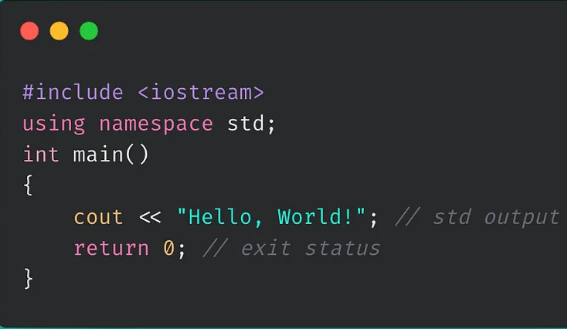 #include <iostream>
using namespace std;
int main()
{
    cout << "Hello, World!"; // std output
    return 0; // exit status
}